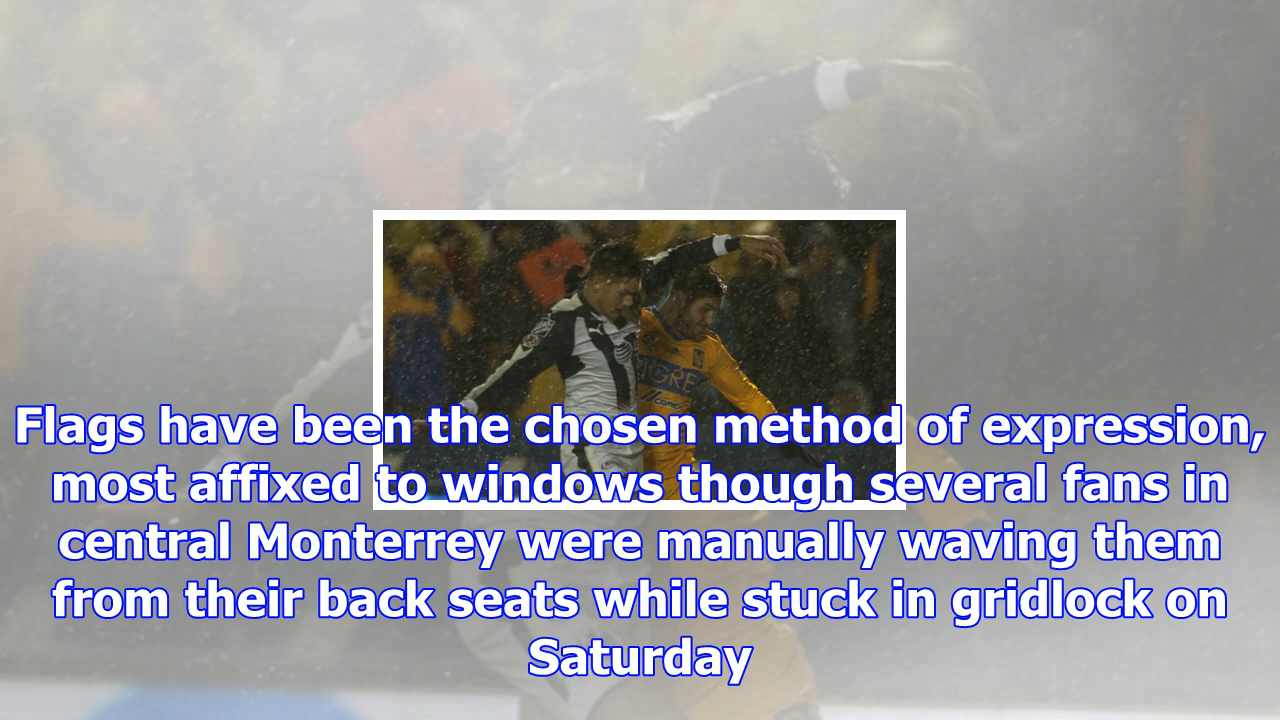 Flags have been the chosen method of expression,
most affixed to windows though several fans in
central Monterrey were manually waving them
from their back seats while stuck in gridlock on
Saturday